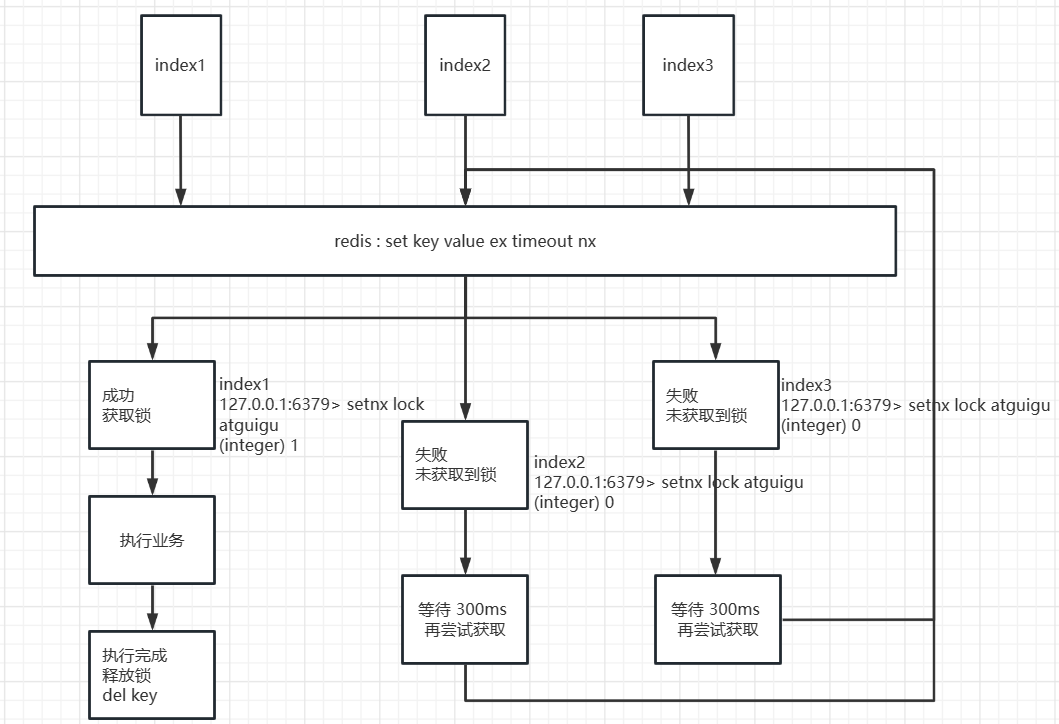 index1
index2
index3
redis : set key value ex timeout nx
成功
获取锁
index1
127.0.0.1:6379> setnx lock
atguigu
(integer) 1
失败
未获取到锁
index3
127.0.0.1:6379> setnx lock atguigu
(integer) 0
失败
未获取到锁
index2
127.0.0.1:6379> setnx lock atguigu
(integer) 0
执行业务
等待 300ms
再尝试获取
等待 300ms
再尝试获取
执行完成
释放锁
del key